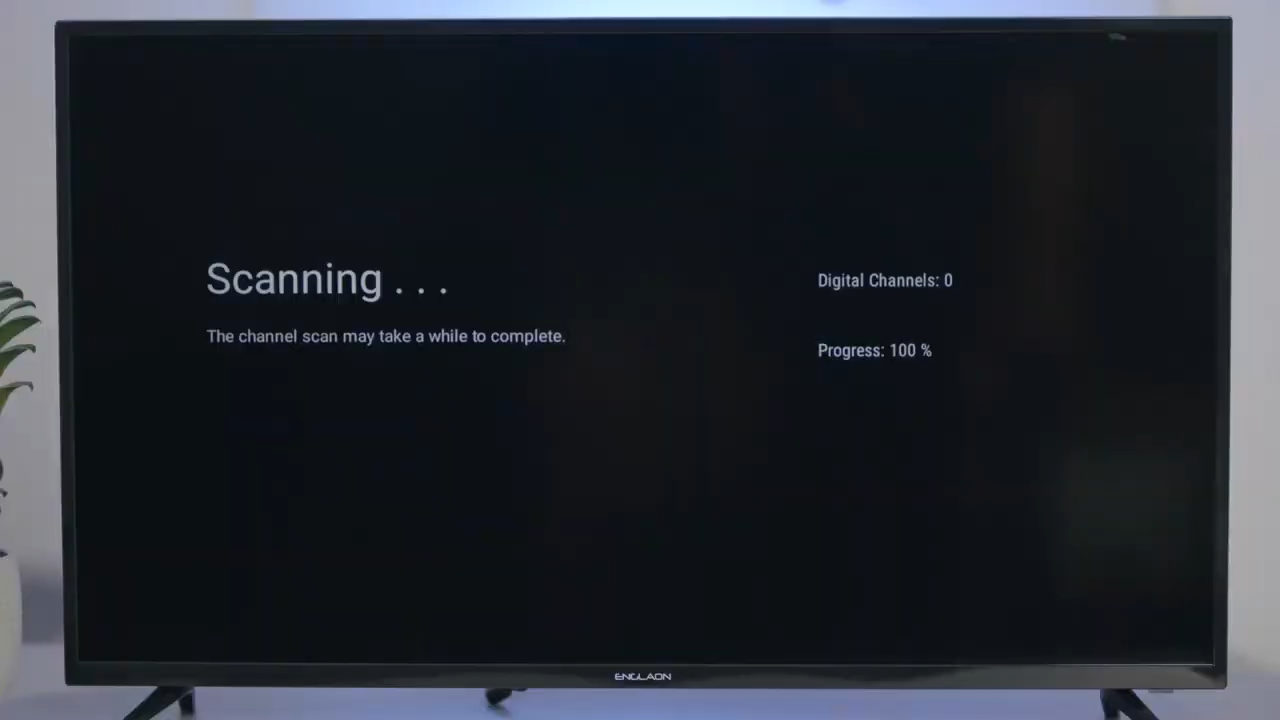 Scanning . . .
The channel scan may take a while to complete.
Digital Channels: 0
Progress: 100 %
ENGLAON